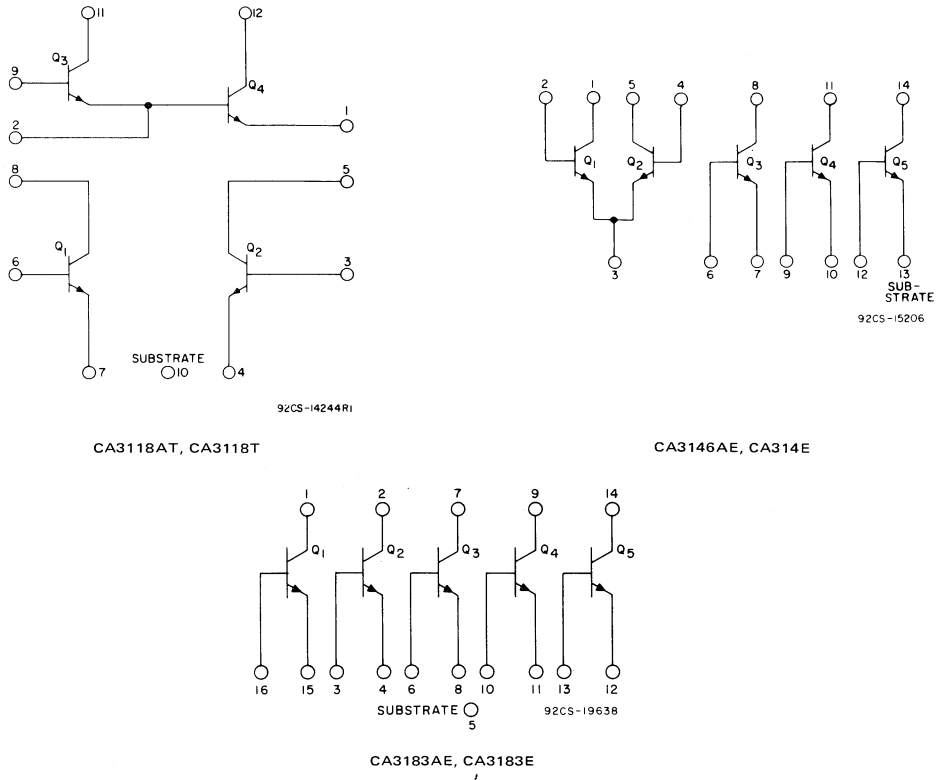 11 12
Q3
9
Q4
1
2
8 5
Q1 Q2
6 3
SUBSTRATE
7 10 4
92CS-14244R1
CA3118AT, CA3118T
2 1 5 4 8 11 14
Q1 Q2 Q3 Q4 Q5
3 6 7 9 10 12 13
SUB-
STRATE
92CS-15206
CA3146AE, CA314E
1 2 7 9 14
Q1 Q2 Q3 Q4 Q5
16 15 3 4 6 8 10 11 13 12
SUBSTRATE 92CS-19638
5
CA3183AE, CA3183E